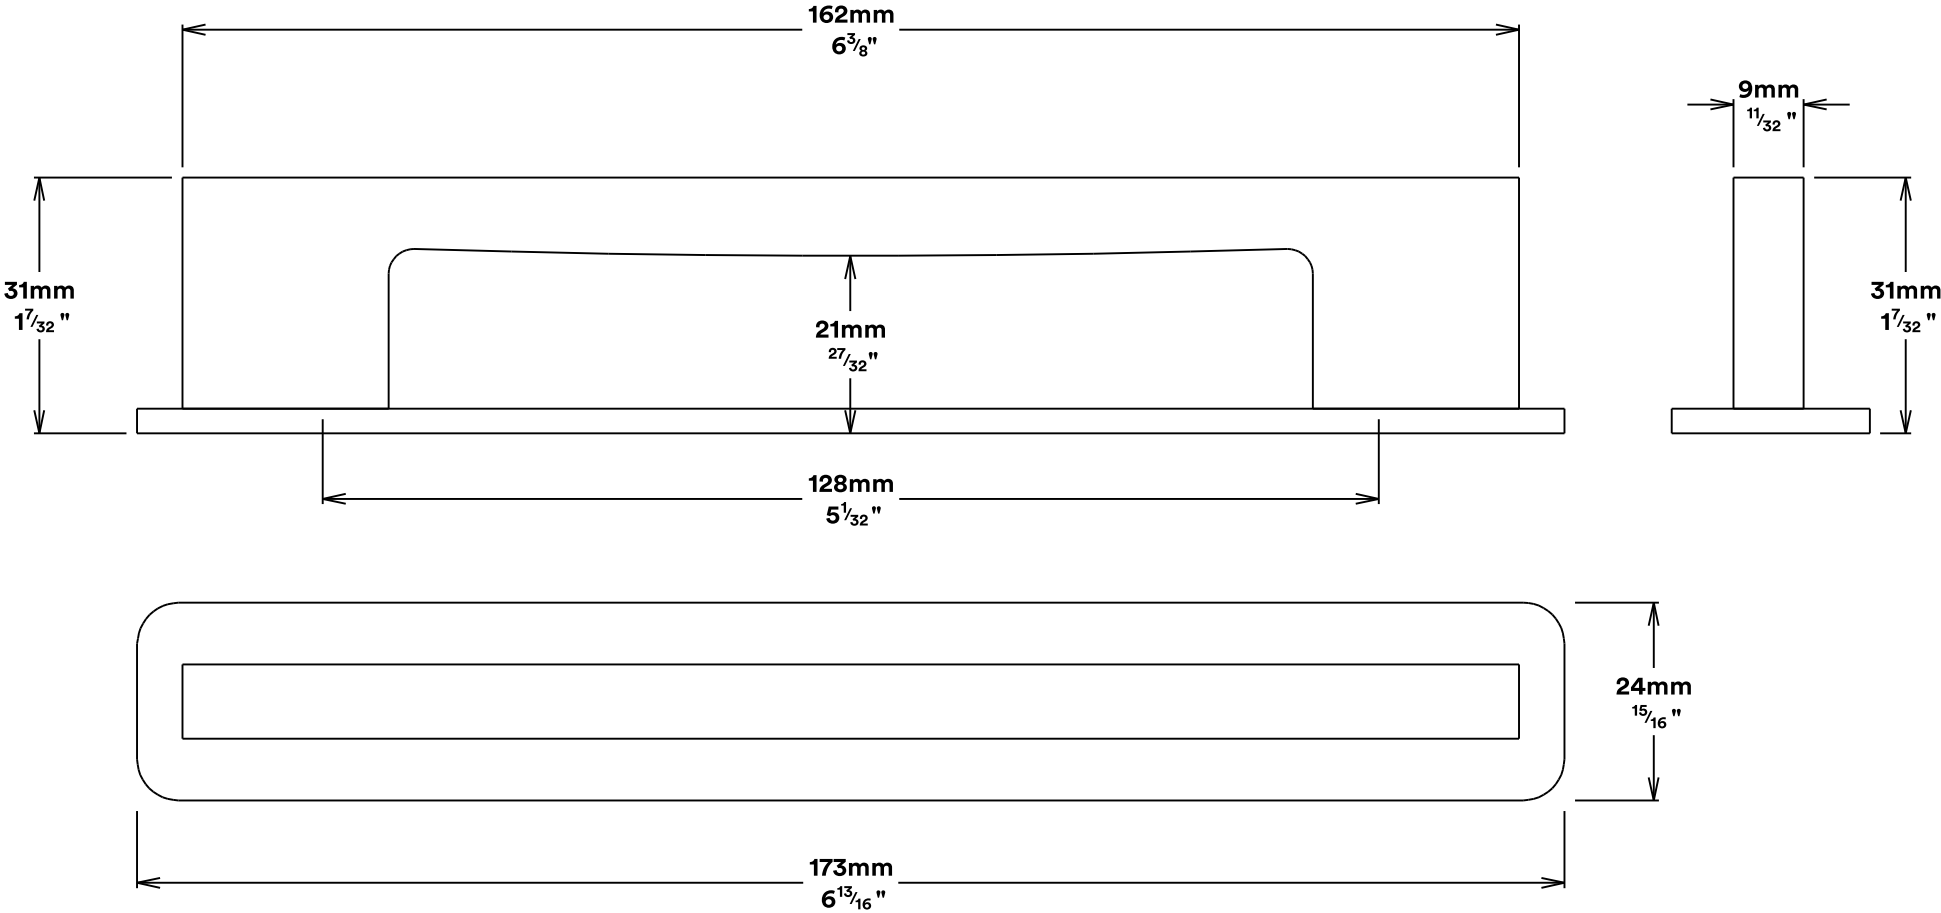 162mm
6 3/8"
9mm
11/32 "
31mm
1 7/32 "
21mm
27/32"
31mm
1 7/32 "
128mm
5 1/32 "
24mm
15/16 "
173mm
6 13/16 "